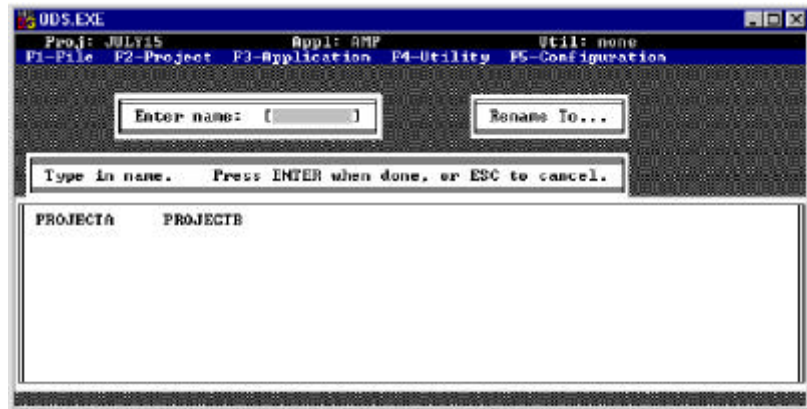 ODS.EXE
Proj: JULY15 Appl: AMP Util: none
F1-File F2-Project F3-Application F4-Utility F5-Configuration
Enter name: [ ] Rename To...
Type in name. Press ENTER when done, or ESC to cancel.
PROJECTA PROJECTB